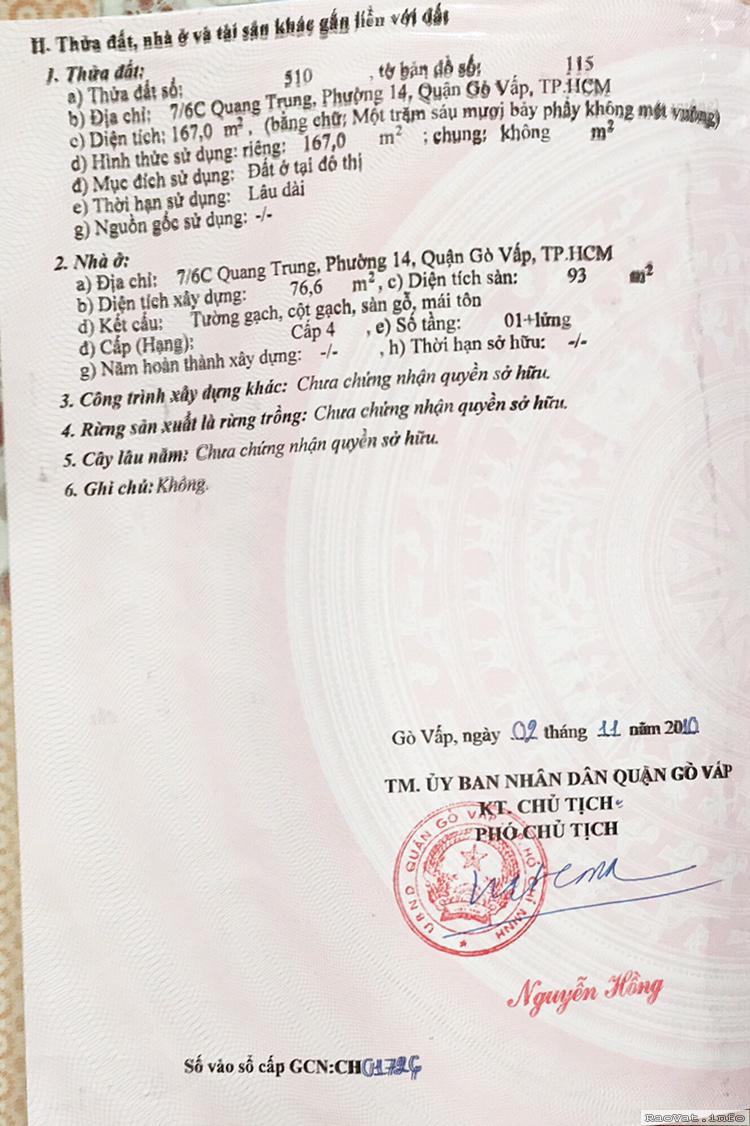 II. Thửa đất, nhà ở và tài sản khác gắn liền với đất
1. Thửa đất:
a) Thửa đất số: 510 , tờ bản đồ số: 115
b) Địa chỉ: 7/6C Quang Trung, Phường 14, Quận Gò Vấp, TP.HCM
c) Diện tích: 167,0 m², (bằng chữ: Một trăm sáu mươi bảy phẩy không mét vuông)
d) Hình thức sử dụng: riêng: 167,0 m² ; chung: không m²
đ) Mục đích sử dụng: Đất ở tại đô thị
e) Thời hạn sử dụng: Lâu dài
g) Nguồn gốc sử dụng: -/-
2. Nhà ở:
a) Địa chỉ: 7/6C Quang Trung, Phường 14, Quận Gò Vấp, TP.HCM
b) Diện tích xây dựng: 76,6 m², c) Diện tích sàn: 93 m²
d) Kết cấu: Tường gạch, cột gạch, sàn gỗ, mái tôn
đ) Cấp (Hạng): Cấp 4 , e) Số tầng: 01+lửng
g) Năm hoàn thành xây dựng: -/- , h) Thời hạn sở hữu: -/-
3. Công trình xây dựng khác: Chưa chứng nhận quyền sở hữu.
4. Rừng sản xuất là rừng trồng: Chưa chứng nhận quyền sở hữu.
5. Cây lâu năm: Chưa chứng nhận quyền sở hữu.
6. Ghi chú: Không.
Gò Vấp, ngày 02 tháng 11 năm 2010
TM. ỦY BAN NHÂN DÂN QUẬN GÒ VẤP
KT. CHỦ TỊCH
PHÓ CHỦ TỊCH
UBND QUẬN GÒ VẤP HỒ CHÍ MINH
Nguyễn Hồng
Số vào sổ cấp GCN:CH
RaoVat.info